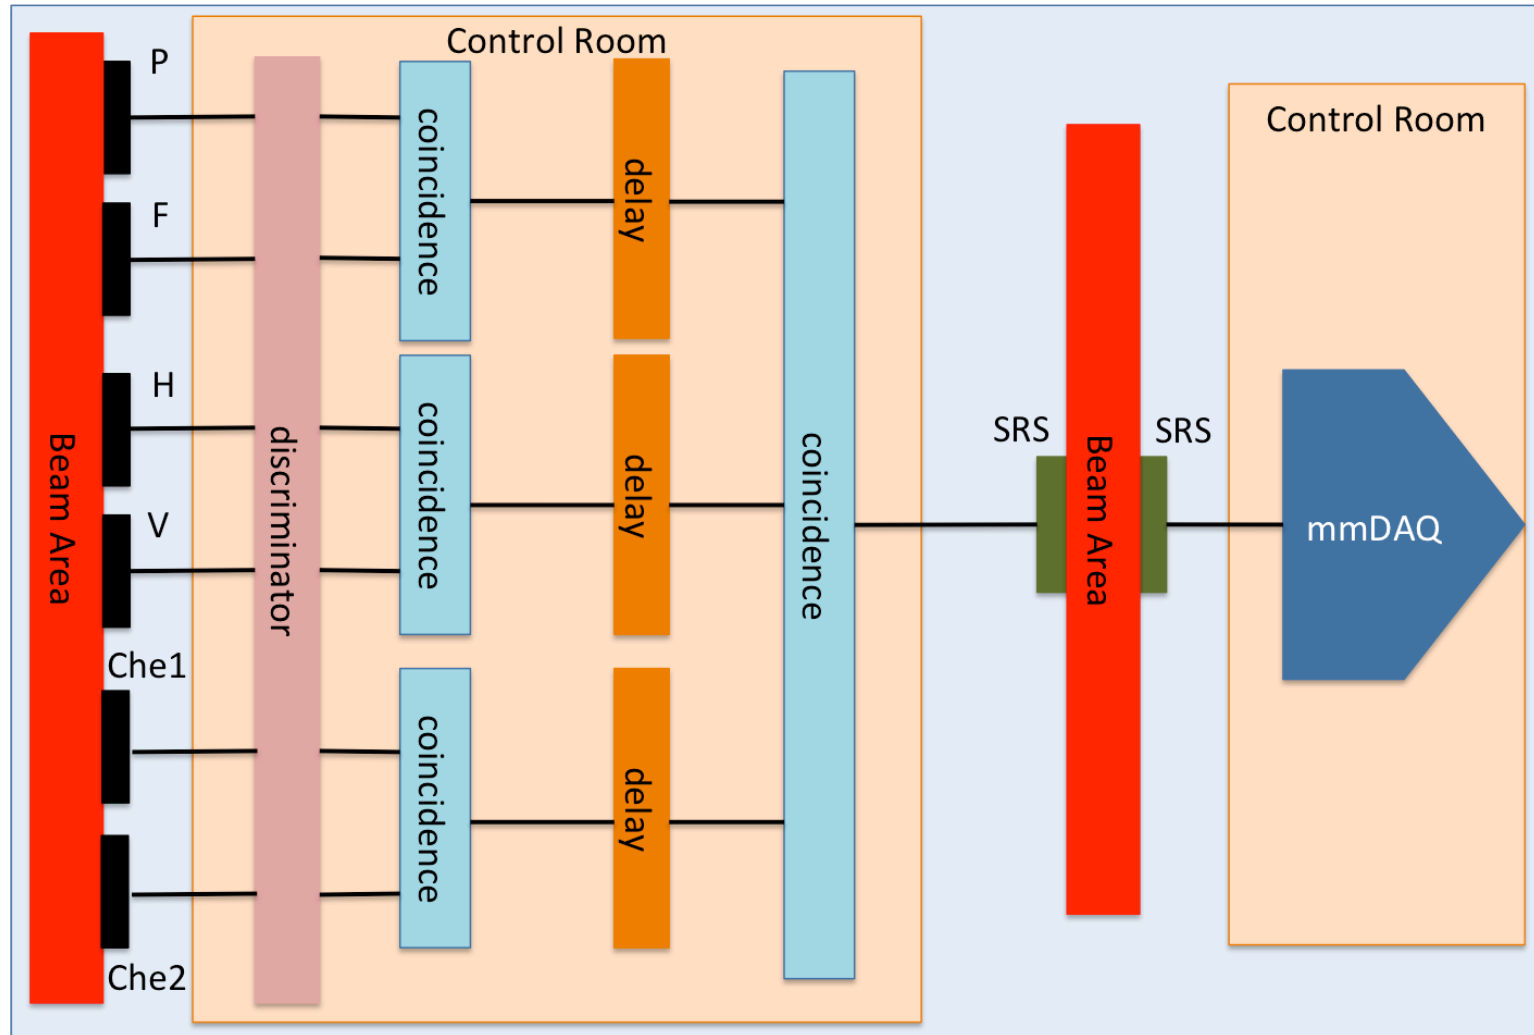 Control Room
P
F
H
V
Che1
Che2
Beam Area
discriminator
coincidence
delay
coincidence
delay
coincidence
delay
coincidence
SRS
Beam Area
SRS
Control Room
mmDAQ